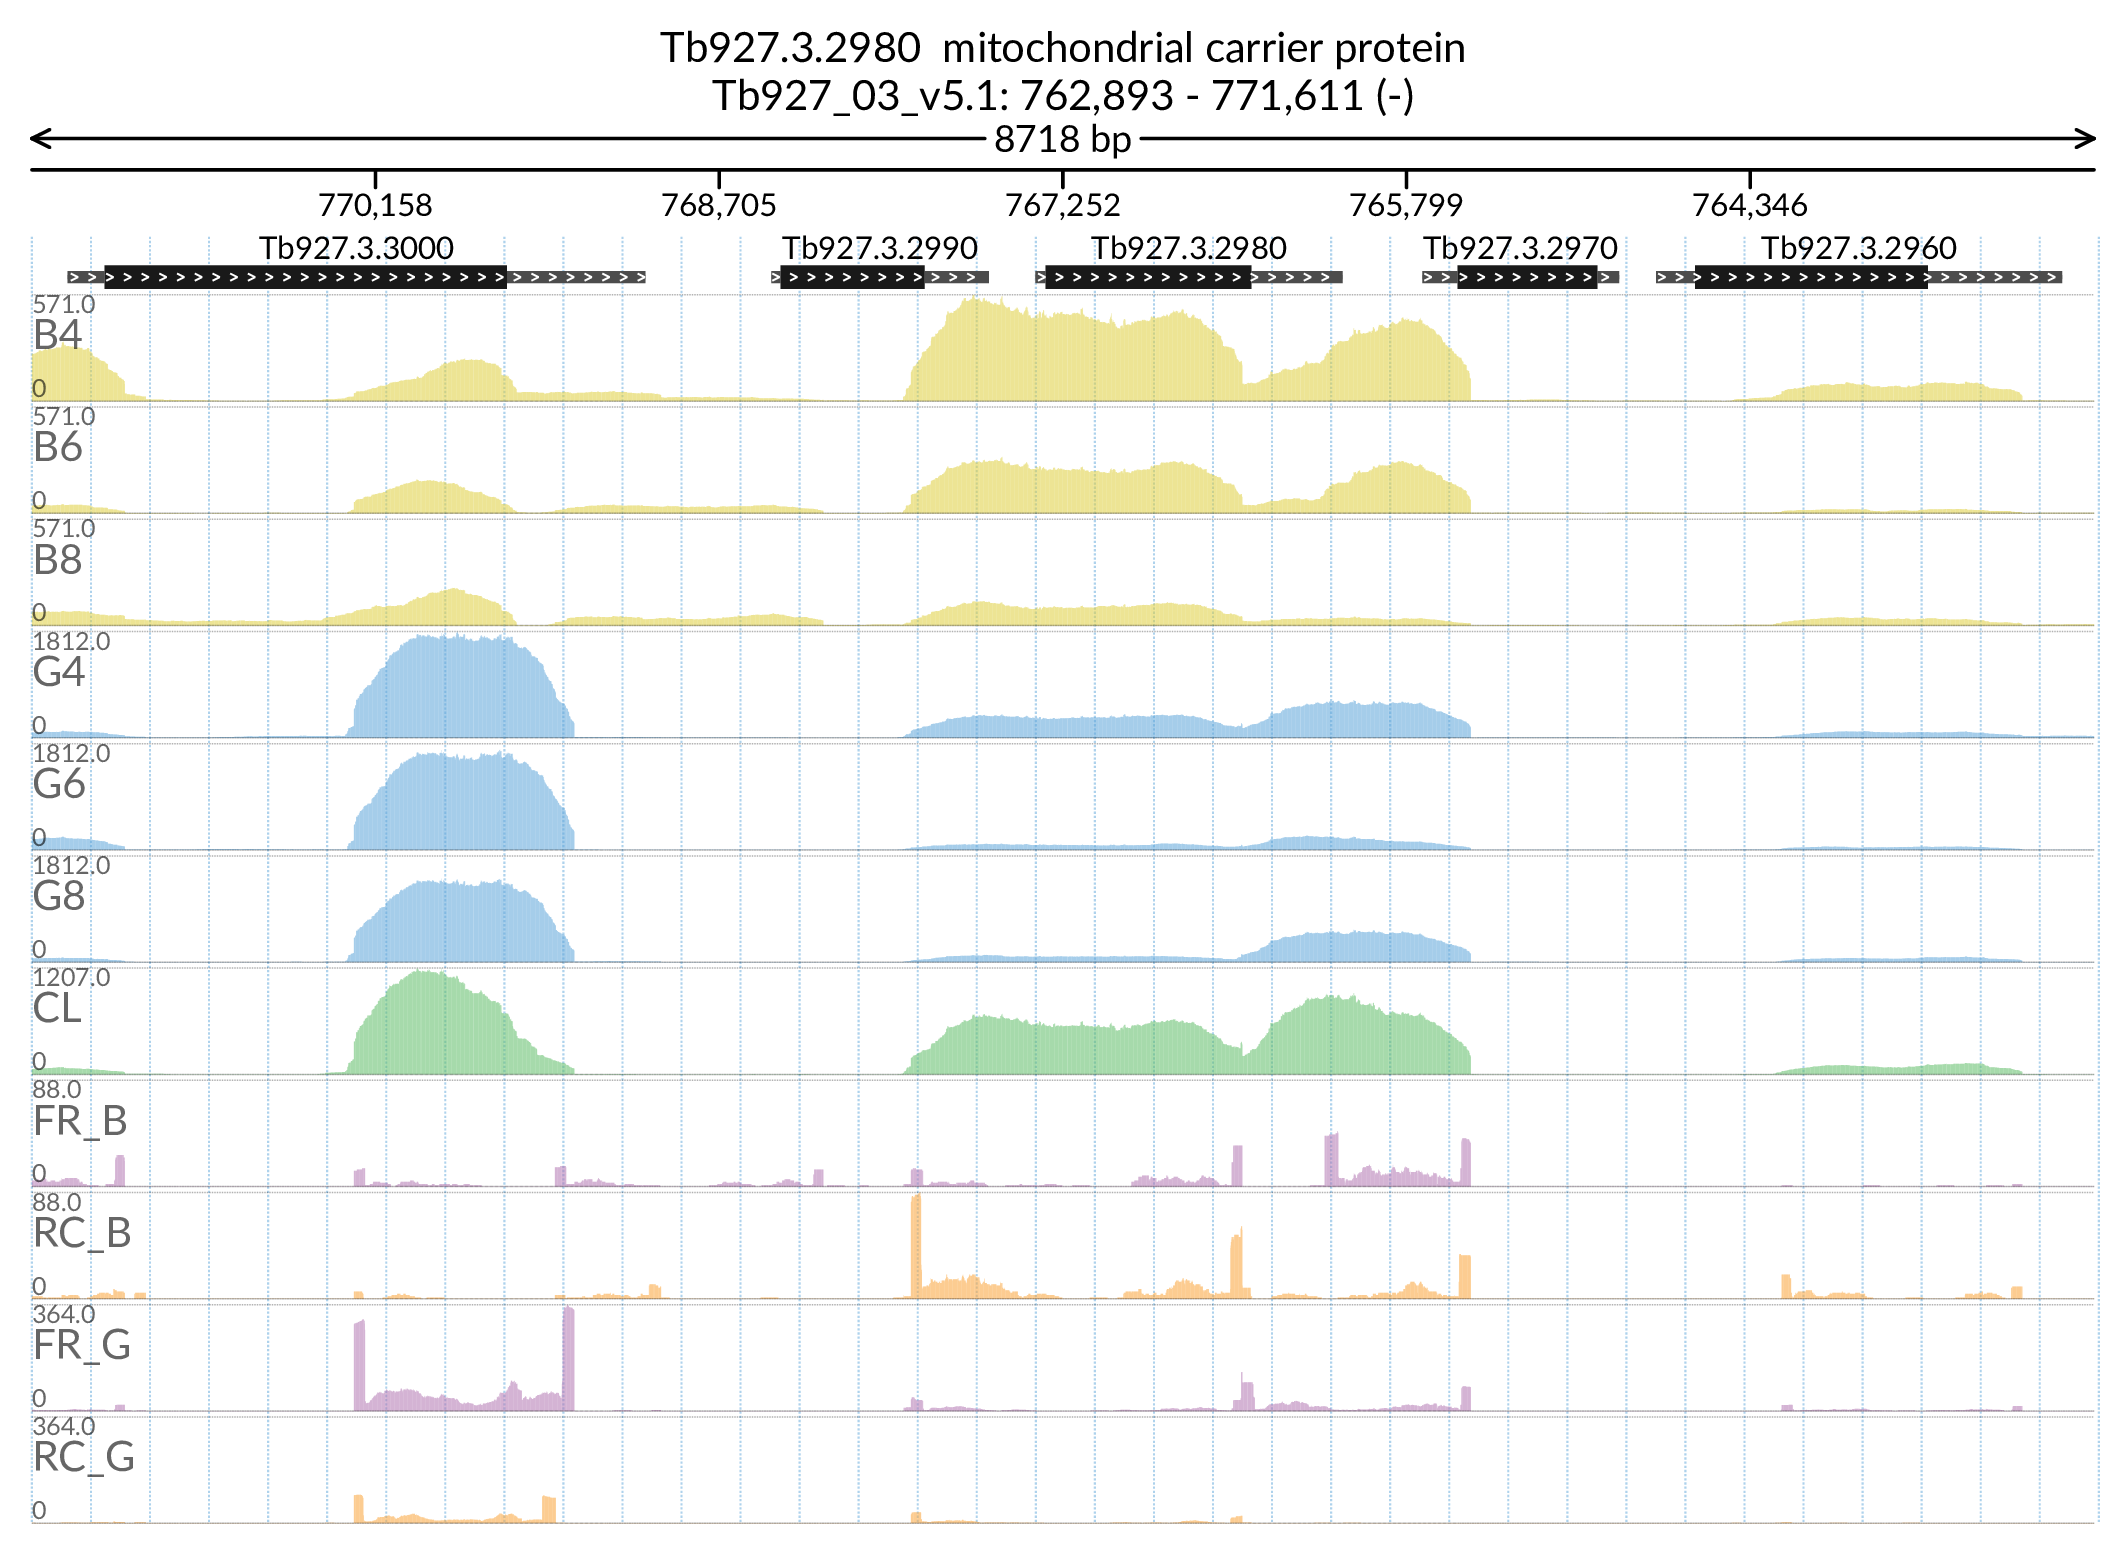 Tb927.3.2980  mitochondrial carrier protein
Tb927_03_v5.1: 762,893 - 771,611 (-)
8718 bp
770,158 768,705 767,252 765,799 764,346
Tb927.3.3000 Tb927.3.2990 Tb927.3.2980 Tb927.3.2970 Tb927.3.2960
571.0
B4
0
571.0
B6
0
571.0
B8
0
1812.0
G4
0
1812.0
G6
0
1812.0
G8
0
1207.0
CL
0
88.0
FR_B
0
88.0
RC_B
0
364.0
FR_G
0
364.0
RC_G
0